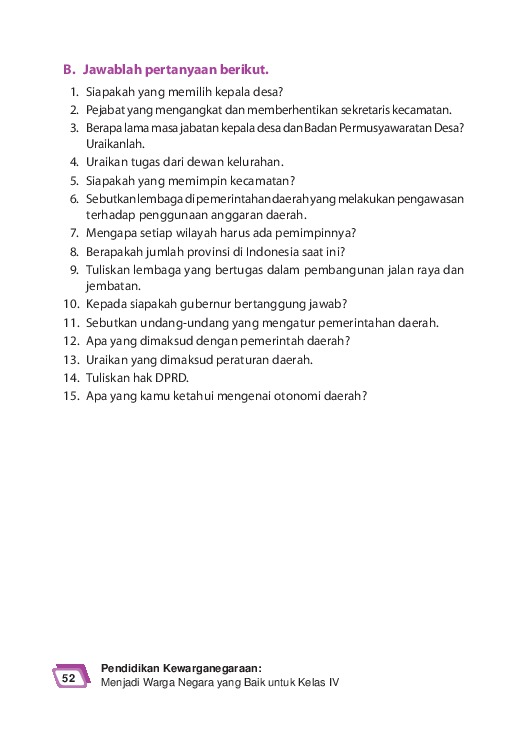 B. Jawablah pertanyaan berikut.
1. Siapakah yang memilih kepala desa?
2. Pejabat yang mengangkat dan memberhentikan sekretaris kecamatan.
3. Berapa lama masa jabatan kepala desa dan Badan Permusyawaratan Desa?
Uraikanlah.
4. Uraikan tugas dari dewan kelurahan.
5. Siapakah yang memimpin kecamatan?
6. Sebutkan lembaga di pemerintahan daerah yang melakukan pengawasan
terhadap penggunaan anggaran daerah.
7. Mengapa setiap wilayah harus ada pemimpinnya?
8. Berapakah jumlah provinsi di Indonesia saat ini?
9. Tuliskan lembaga yang bertugas dalam pembangunan jalan raya dan
jembatan.
10. Kepada siapakah gubernur bertanggung jawab?
11. Sebutkan undang-undang yang mengatur pemerintahan daerah.
12. Apa yang dimaksud dengan pemerintah daerah?
13. Uraikan yang dimaksud peraturan daerah.
14. Tuliskan hak DPRD.
15. Apa yang kamu ketahui mengenai otonomi daerah?
52
Pendidikan Kewarganegaraan:
Menjadi Warga Negara yang Baik untuk Kelas IV